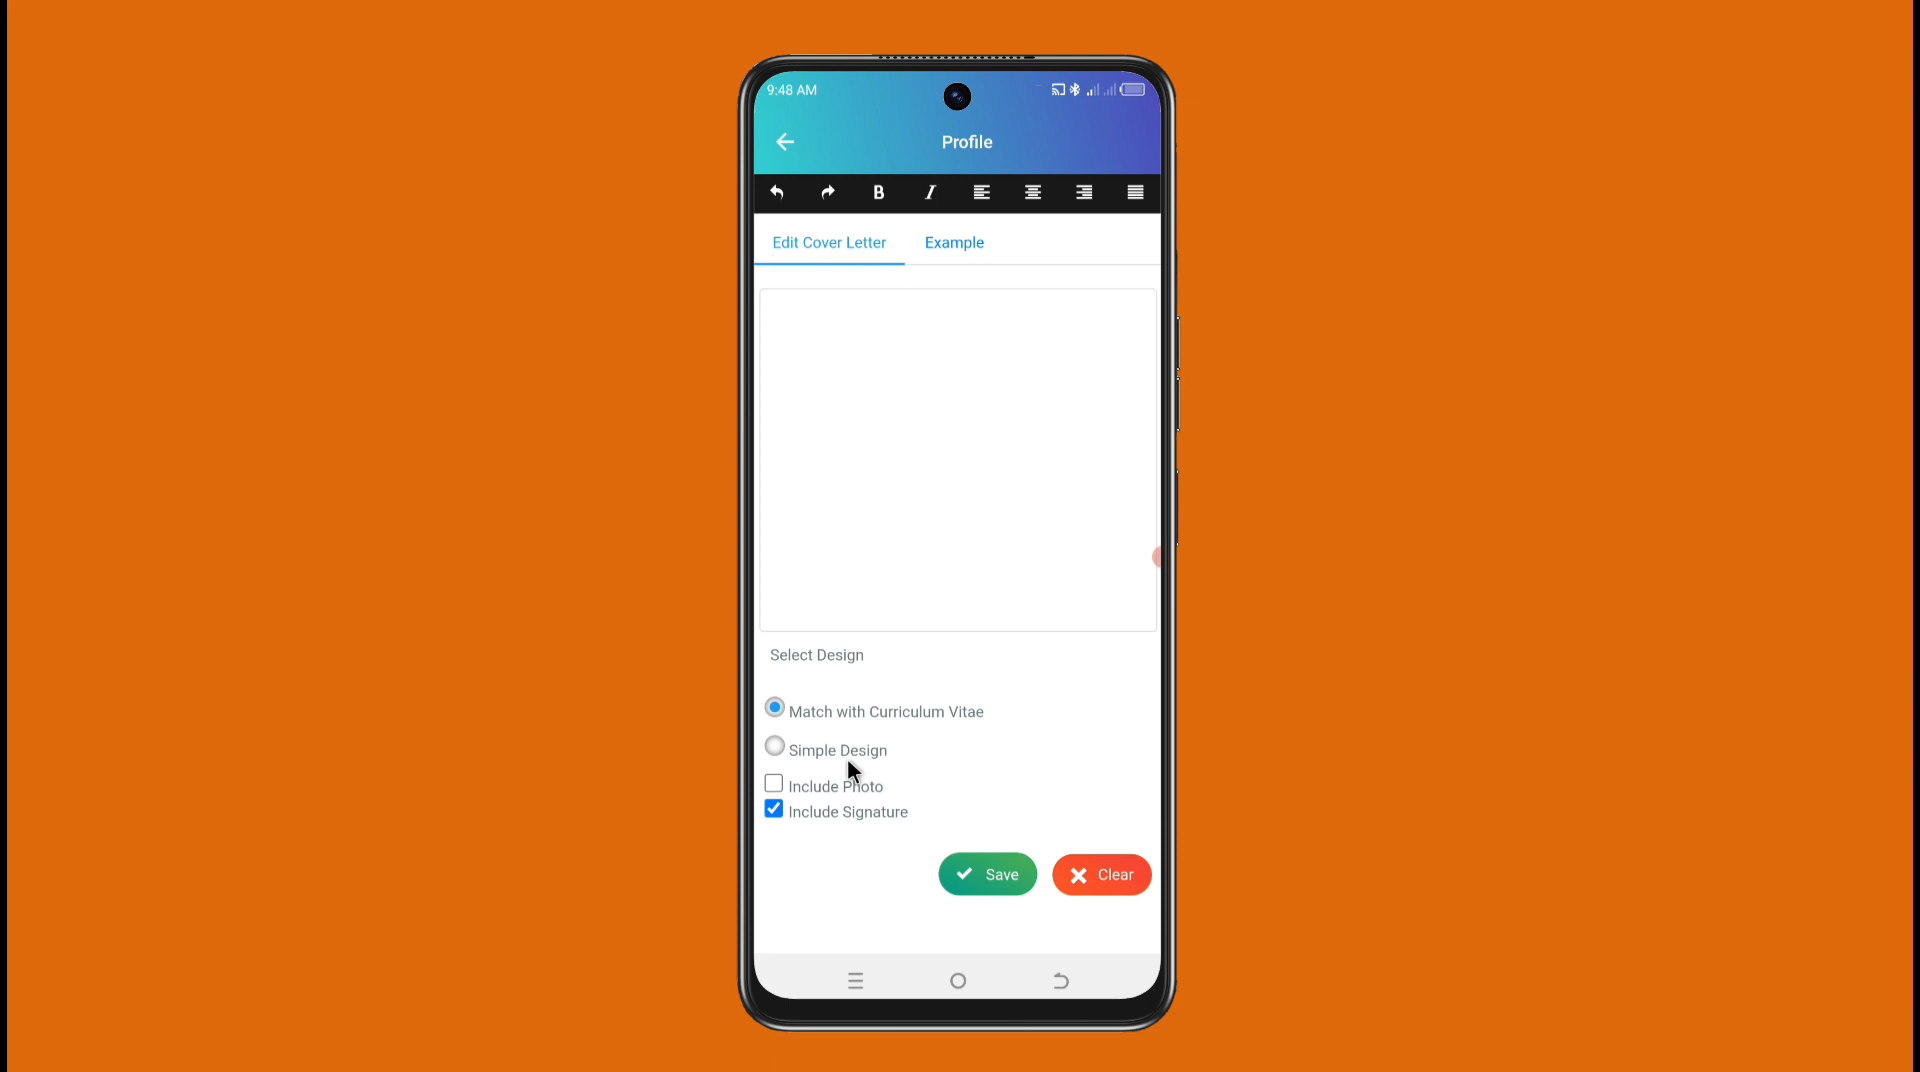 9:48 AM
Profile
B I
Edit Cover Letter Example
Select Design
Match with Curriculum Vitae
Simple Design
Include Photo
Include Signature
Save Clear